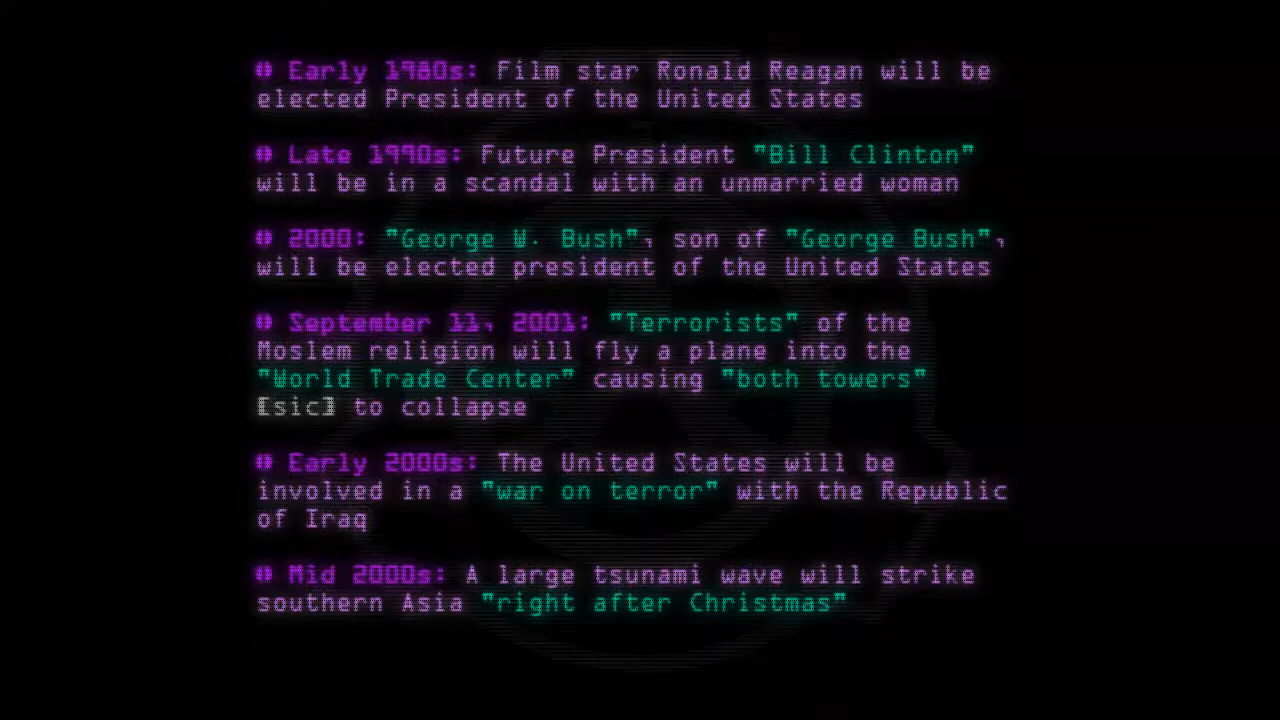 Early 1980s: Film star Ronald Reagan will be
elected President of the United States
Late 1990s: Future President "Bill Clinton"
will be in a scandal with an unmarried woman
2000: "George W. Bush", son of "George Bush",
will be elected president of the United States
September 11, 2001: "Terrorists" of the
Moslem religion will fly a plane into the
"World Trade Center" causing "both towers"
[sic] to collapse
Early 2000s: The United States will be
involved in a "war on terror" with the Republic
of Iraq
Mid 2000s: A large tsunami wave will strike
southern Asia "right after Christmas"